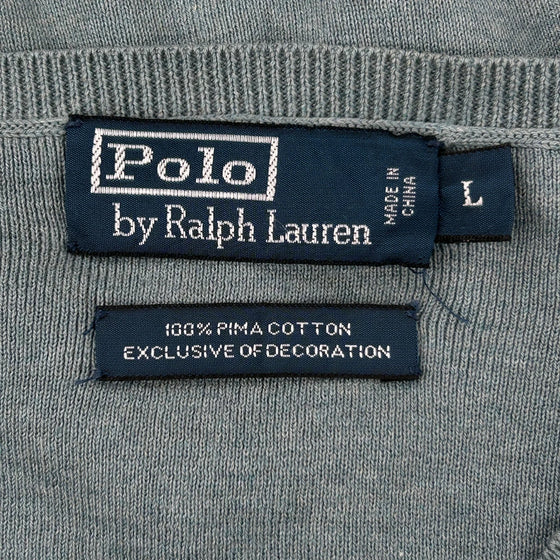 Polo
by Ralph Lauren
MADE IN
CHINA
L
100% PIMA COTTON
EXCLUSIVE OF DECORATION